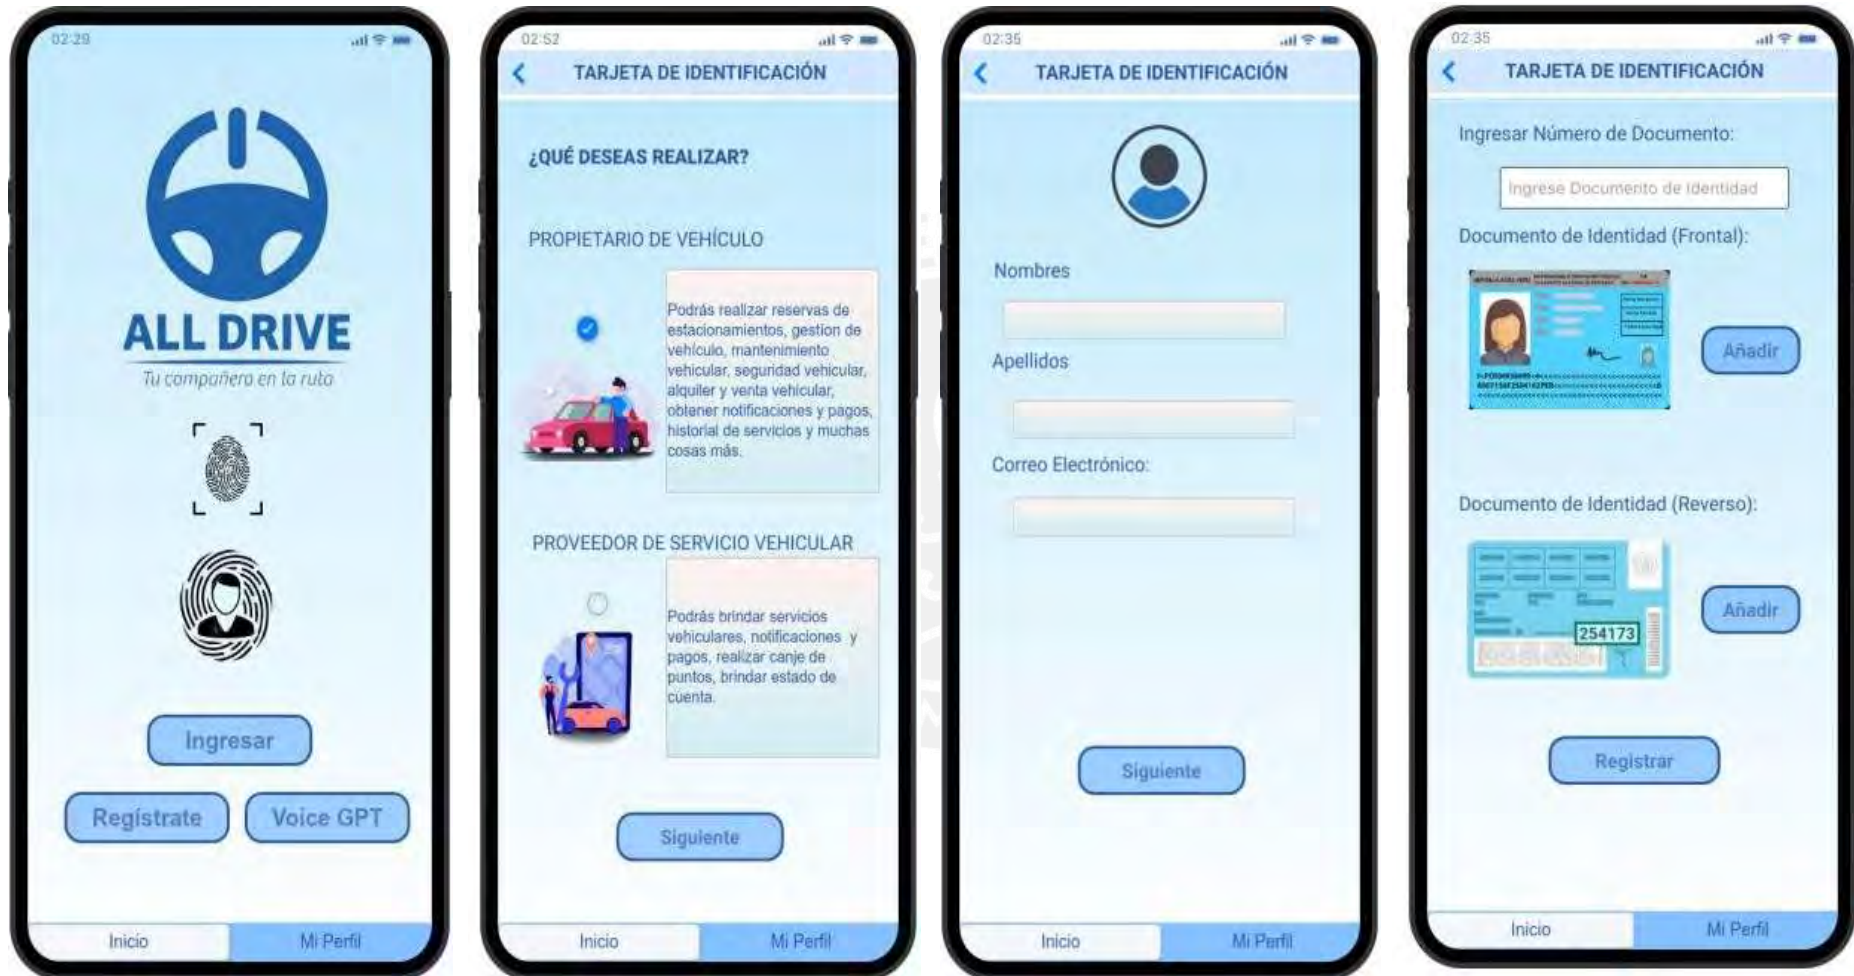 02:29
ALL DRIVE
Tu compañero en la ruta
Ingresar
Regístrate
Voice GPT
Inicio
Mi Perfil
02:52
TARJETA DE IDENTIFICACIÓN
¿QUÉ DESEAS REALIZAR?
PROPIETARIO DE VEHÍCULO
Podrás realizar reservas de
estacionamientos, gestion de
vehículo, mantenimiento
vehicular, seguridad vehicular,
alquiler y venta vehicular,
obtener notificaciones y pagos,
historial de servicios y muchas
cosas más.
PROVEEDOR DE SERVICIO VEHICULAR
Podrás brindar servicios
vehiculares, notificaciones y
pagos, realizar canje de
puntos, brindar estado de
cuenta.
Siguiente
Inicio
Mi Perfil
02:35
TARJETA DE IDENTIFICACIÓN
Nombres
Apellidos
Correo Electrónico:
Siguiente
Inicio
Mi Perfil
02:35
TARJETA DE IDENTIFICACIÓN
Ingresar Número de Documento:
Ingrese Documento de Identidad
Documento de Identidad (Frontal):
Añadir
Documento de Identidad (Reverso):
254173
Añadir
Registrar
Inicio
Mi Perfil